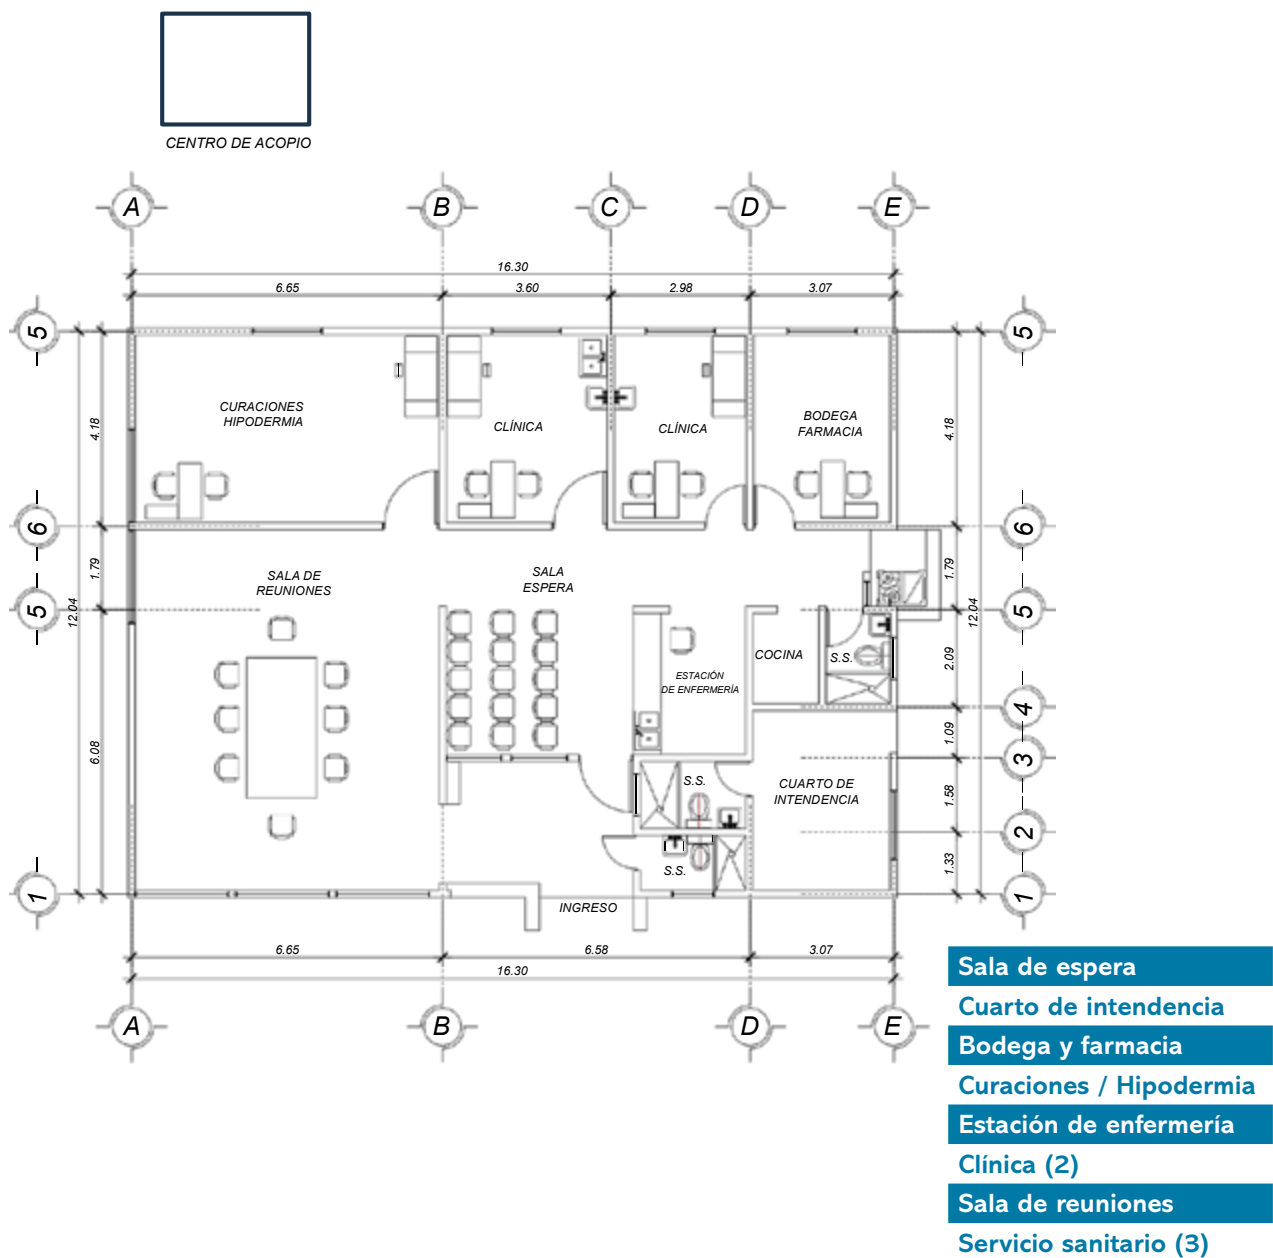 CENTRO DE ACOPIO
A
B
C
D
E
16.30
6.65
3.60
2.98
3.07
5
5
4.18
4.18
CURACIONES
HIPODERMIA
CLÍNICA
CLÍNICA
BODEGA
FARMACIA
6
6
1.79
1.79
SALA DE
REUNIONES
SALA
ESPERA
5
5
12.04
12.04
2.09
COCINA
S.S.
ESTACIÓN
DE ENFERMERÍA
4
1.09
6.08
3
S.S.
CUARTO DE
INTENDENCIA
1.58
2
S.S.
1.33
1
1
INGRESO
6.65
6.58
3.07
16.30
A
B
D
E
Sala de espera
Cuarto de intendencia
Bodega y farmacia
Curaciones / Hipodermia
Estación de enfermería
Clínica (2)
Sala de reuniones
Servicio sanitario (3)